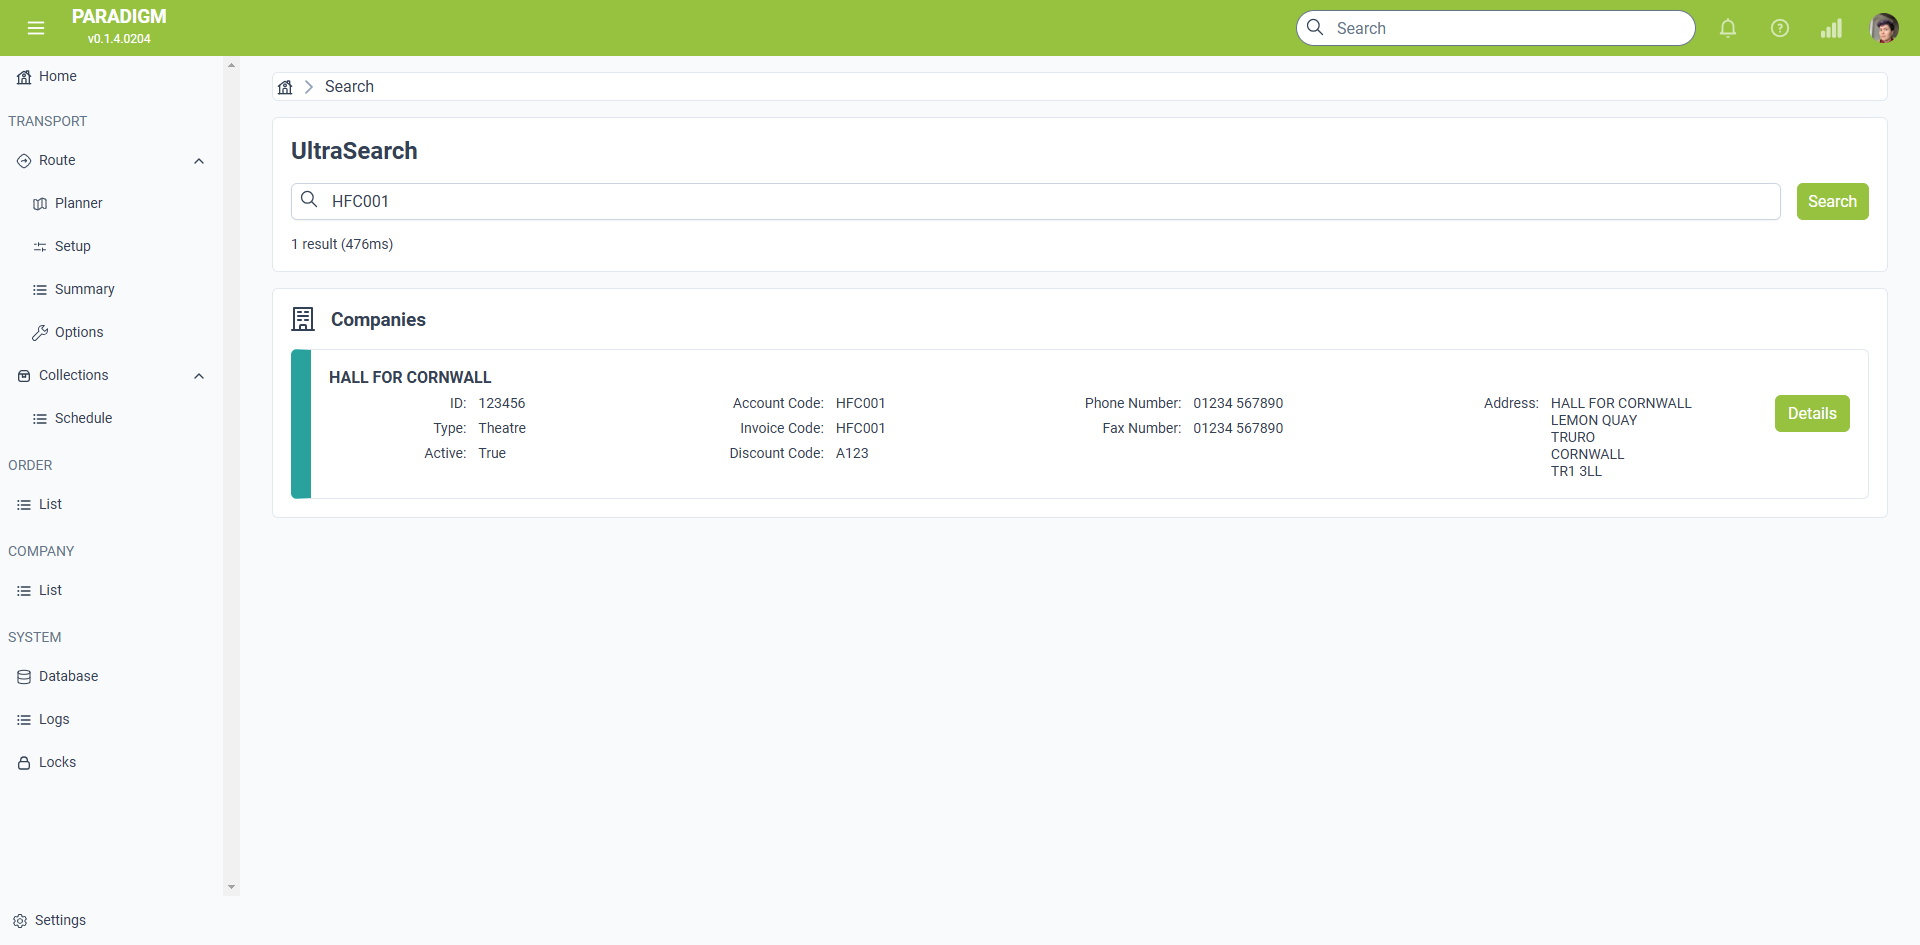 PARADIGM
v0.1.4.0204
Search
Home
TRANSPORT
Route
Planner
Setup
Summary
Options
Collections
Schedule
ORDER
List
COMPANY
List
SYSTEM
Database
Logs
Locks
Settings
Search
UltraSearch
HFC001
Search
1 result (476ms)
Companies
HALL FOR CORNWALL
ID: 123456
Type: Theatre
Active: True
Account Code: HFC001
Invoice Code: HFC001
Discount Code: A123
Phone Number: 01234 567890
Fax Number: 01234 567890
Address: HALL FOR CORNWALL
LEMON QUAY
TRURO
CORNWALL
TR1 3LL
Details